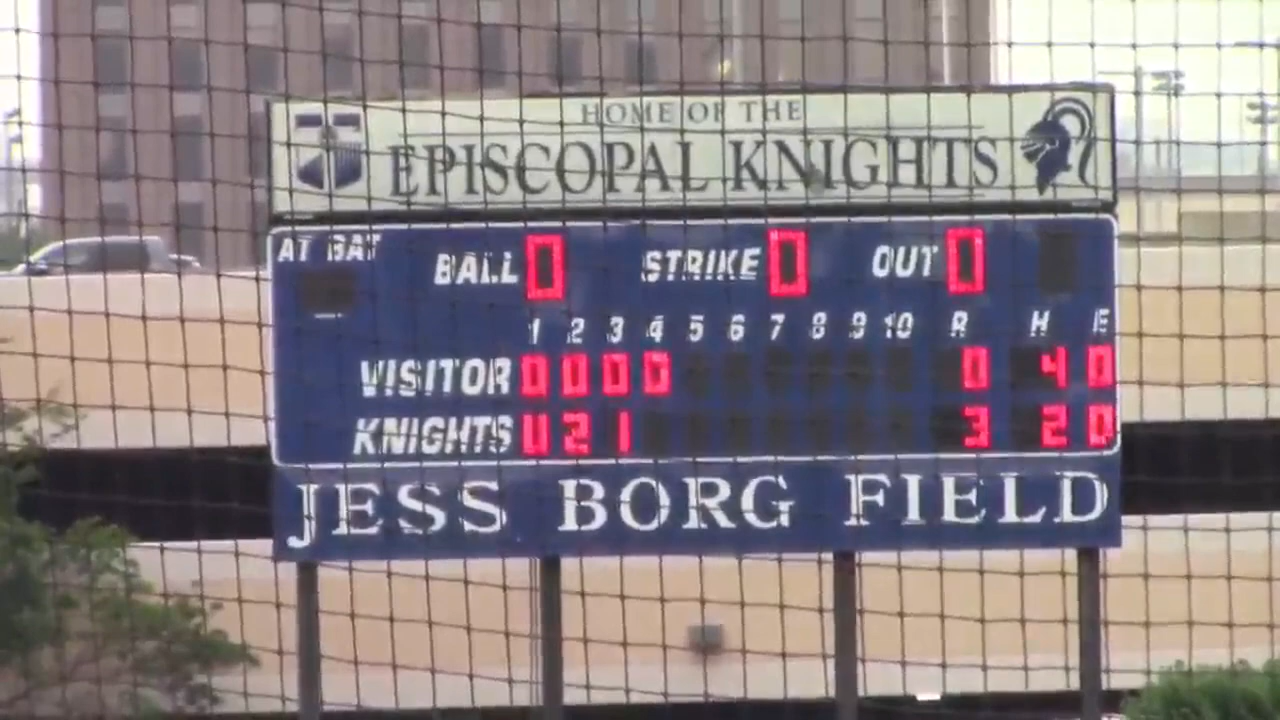 HOME OF THE
EPISCOPAL KNIGHTS
AT BAT
BALL 0 STRIKE 0 OUT 0
1 2 3 4 5 6 7 8 9 10 R H E
VISITOR 0 0 0 0 0 4 0
KNIGHTS 0 2 1 3 2 0
JESS BORG FIELD